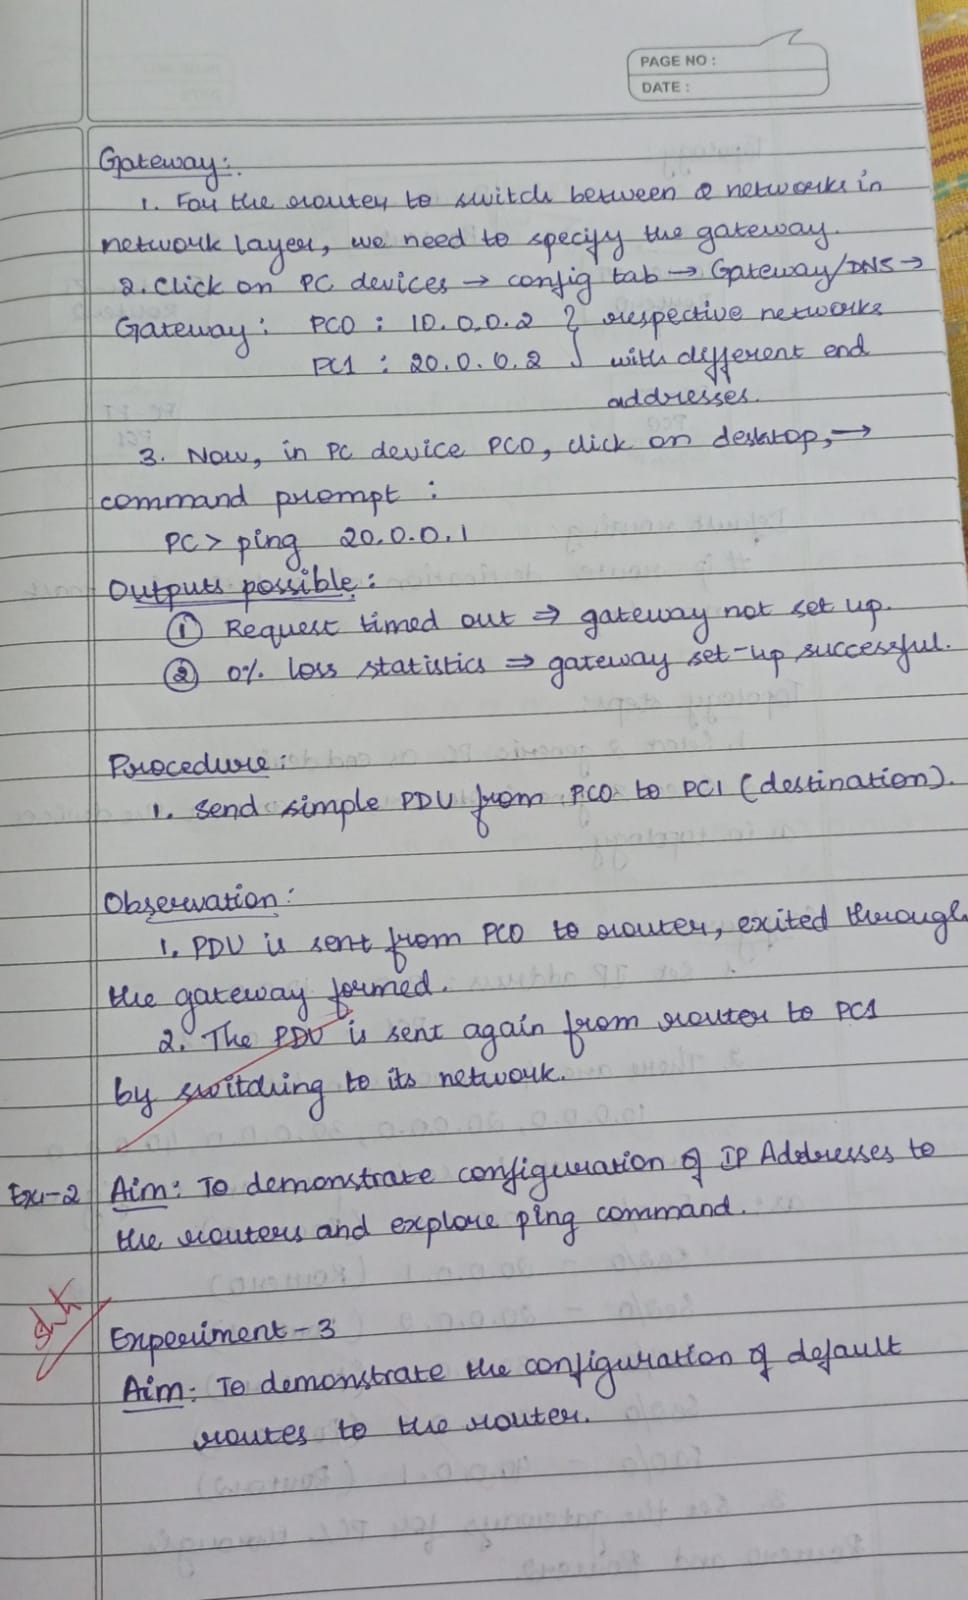 PAGE NO :
DATE :
Gateway:
1. For the router to switch between 2 networks in
network layer, we need to specify the gateway.
2. Click on PC devices → config tab → Gateway/DNS →
Gateway : PC0 : 10.0.0.2 } respective networks
PC1 : 20.0.0.2 } with different end
addresses.
3. Now, in PC device PC0, click on desktop, →
command prompt :
PC> ping 20.0.0.1
Outputs possible :
① Request timed out ⇒ gateway not set up.
② 0% loss statistics ⇒ gateway set-up successful.
Procedure :
1. Send simple PDU from PC0 to PC1 (destination).
Observation :
1. PDU is sent from PC0 to router, exited through
the gateway formed.
2. The PDU is sent again from router to PC1
by switching to its network.
Ex-2 Aim: To demonstrate configuration of IP Addresses to
the routers and explore ping command.
Experiment-3
Aim: To demonstrate the configuration of default
routes to the router.